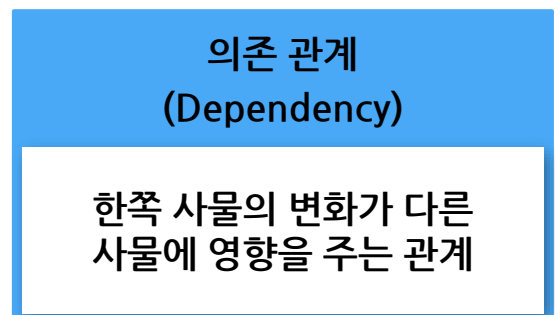 의존 관계
(Dependency)
한쪽 사물의 변화가 다른
사물에 영향을 주는 관계